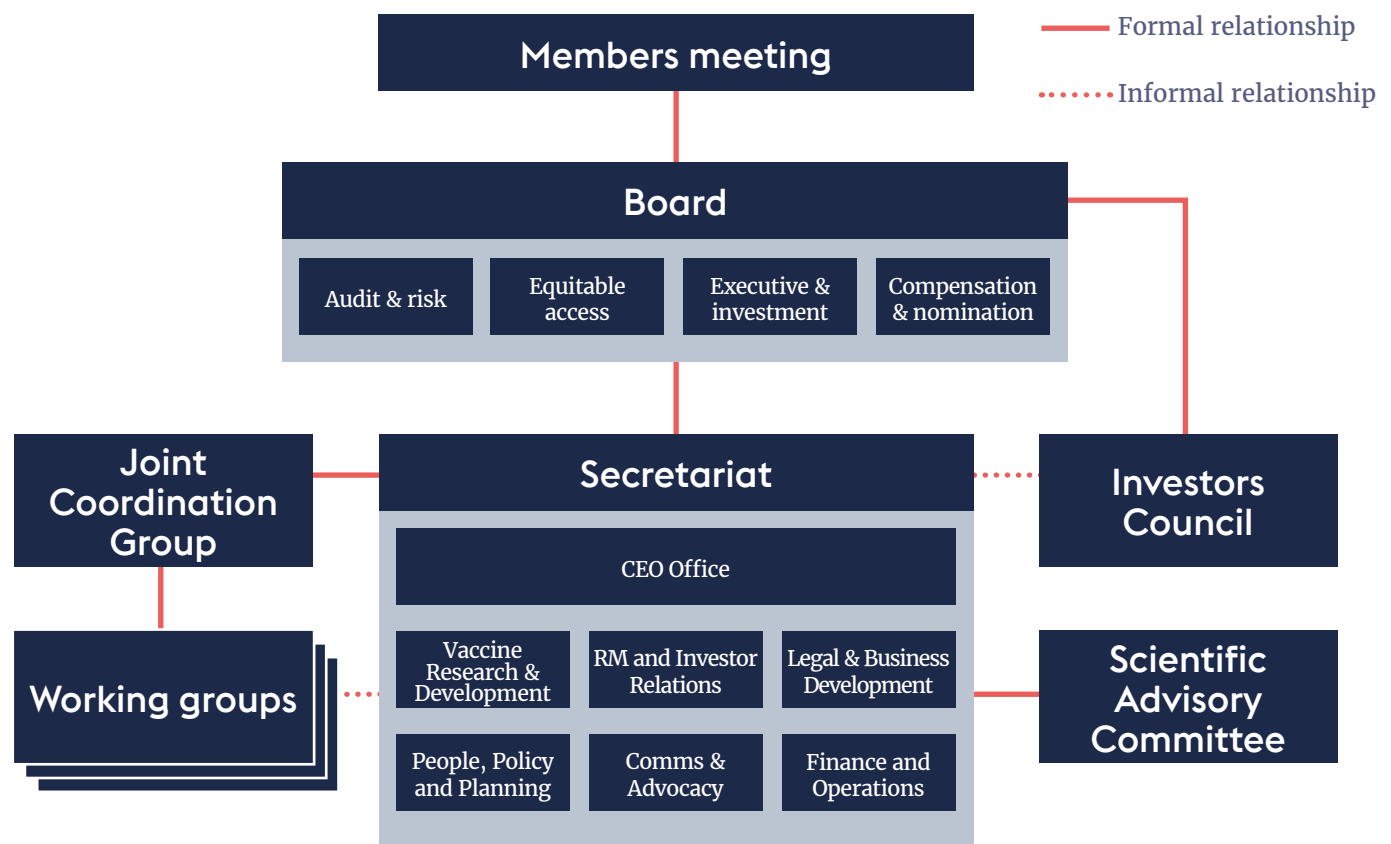 Members meeting
Formal relationship
Informal relationship
Board
Audit & risk
Equitable
access
Executive &
investment
Compensation
& nomination
Joint
Coordination
Group
Secretariat
Investors
Council
CEO Office
Working groups
Vaccine
Research &
Development
RM and Investor
Relations
Legal & Business
Development
Scientific
Advisory
Committee
People, Policy
and Planning
Comms &
Advocacy
Finance and
Operations